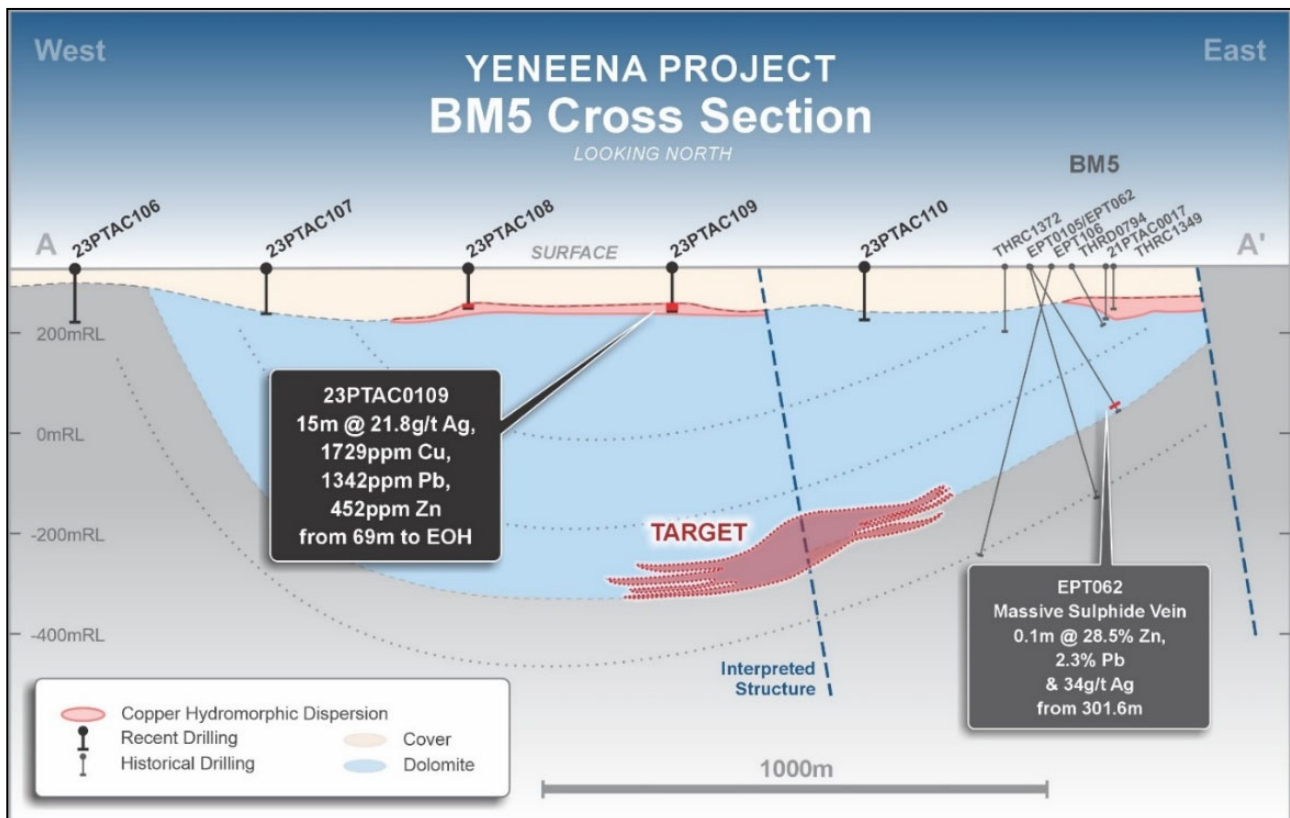 West
East
YENEENA PROJECT
BM5 Cross Section
LOOKING NORTH
BM5
23PTAC106
23PTAC107
23PTAC108
23PTAC109
23PTAC110
THRC1372
EPT0105/EPT062
EPT106
THRD0794
21PTAC0017
THRC1349
A
SURFACE
A'
200mRL
0mRL
-200mRL
-400mRL
23PTAC0109
15m @ 21.8g/t Ag,
1729ppm Cu,
1342ppm Pb,
452ppm Zn
from 69m to EOH
TARGET
EPT062
Massive Sulphide Vein
0.1m @ 28.5% Zn,
2.3% Pb
& 34g/t Ag
from 301.6m
Interpreted
Structure
Copper Hydromorphic Dispersion
Recent Drilling
Cover
Historical Drilling
Dolomite
1000m